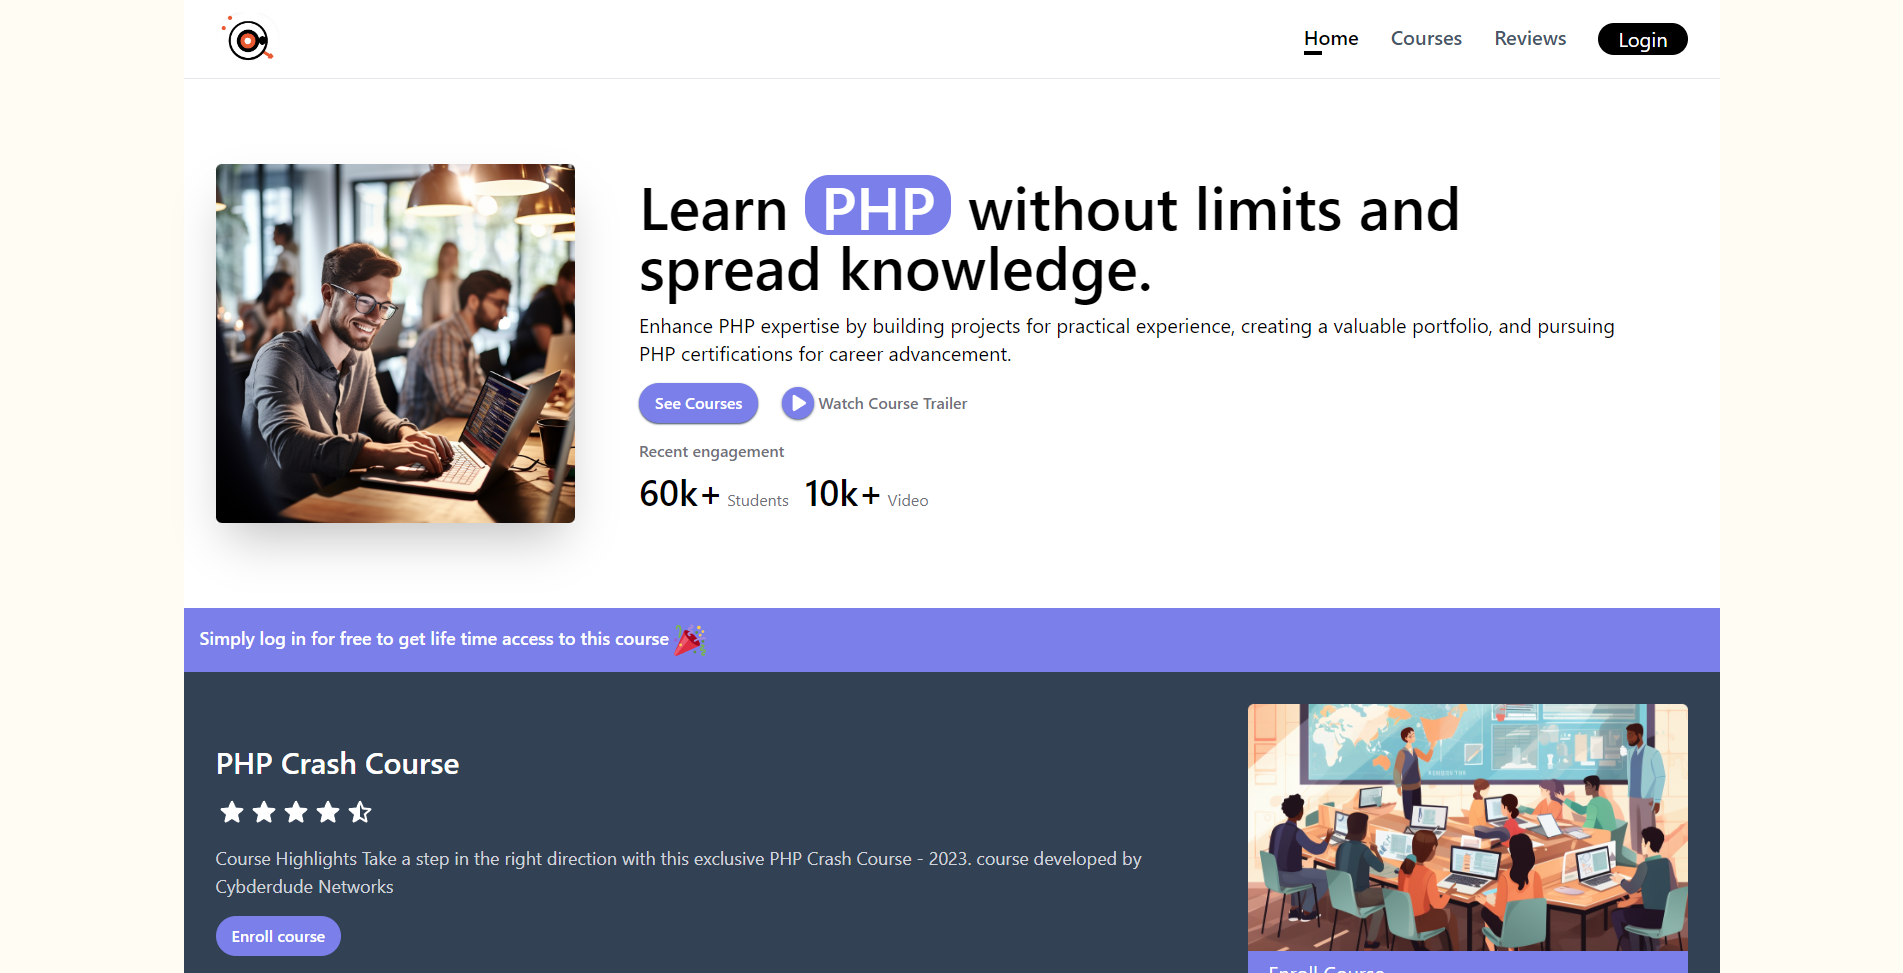 Home
Courses
Reviews
Login
Learn PHP without limits and
spread knowledge.
Enhance PHP expertise by building projects for practical experience, creating a valuable portfolio, and pursuing
PHP certifications for career advancement.
See Courses
Watch Course Trailer
Recent engagement
60k+ Students 10k+ Video
Simply log in for free to get life time access to this course
PHP Crash Course
Course Highlights Take a step in the right direction with this exclusive PHP Crash Course - 2023. course developed by
Cybderdude Networks
Enroll course
Enroll Course